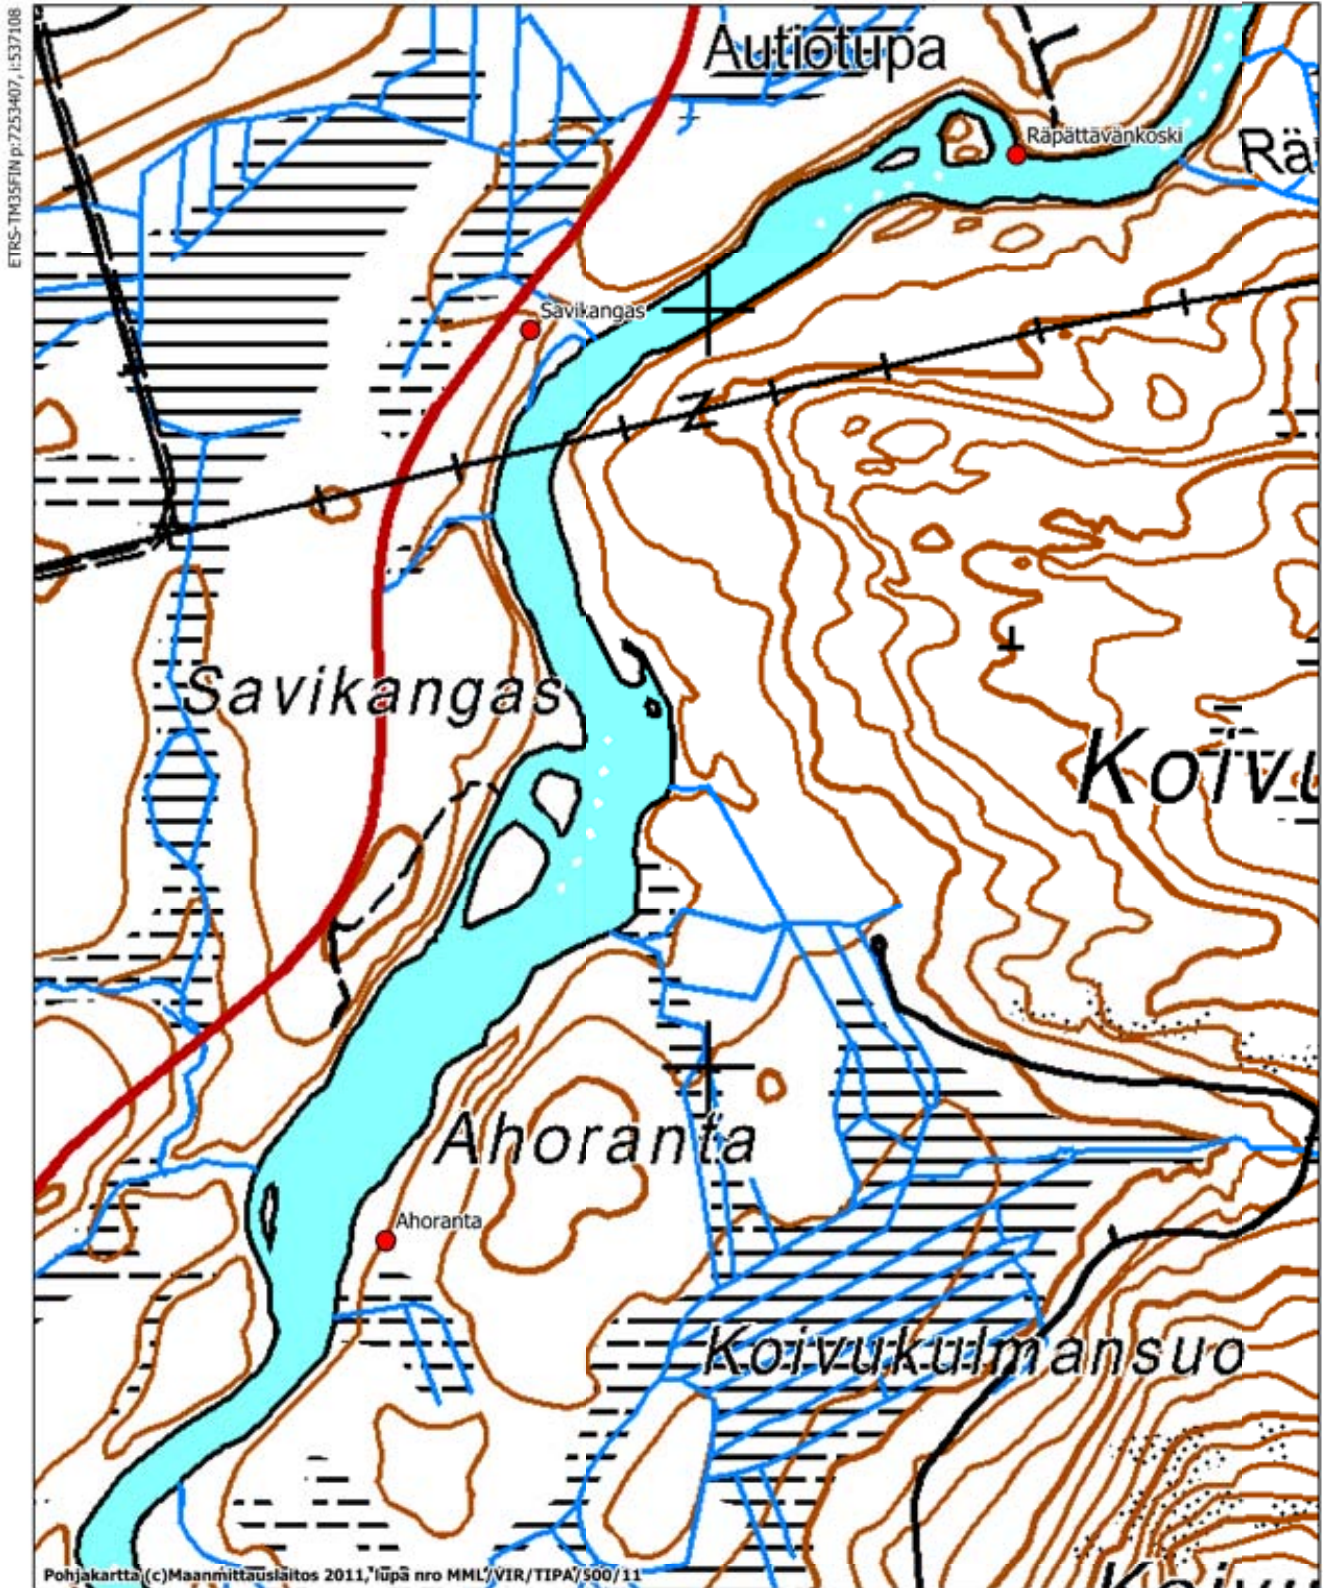 ETRS-TM35FIN p:7253407, i:537108
Autiotupa
Räpättävänkoski
Rä
Savikangas
Z
Savikangas
Koivu
Ahoranta
Ahoranta
Koivukulmansuo
Pohjakartta (c)Maanmittauslaitos 2011, lupa nro MML/VIR/TIPA/500/11